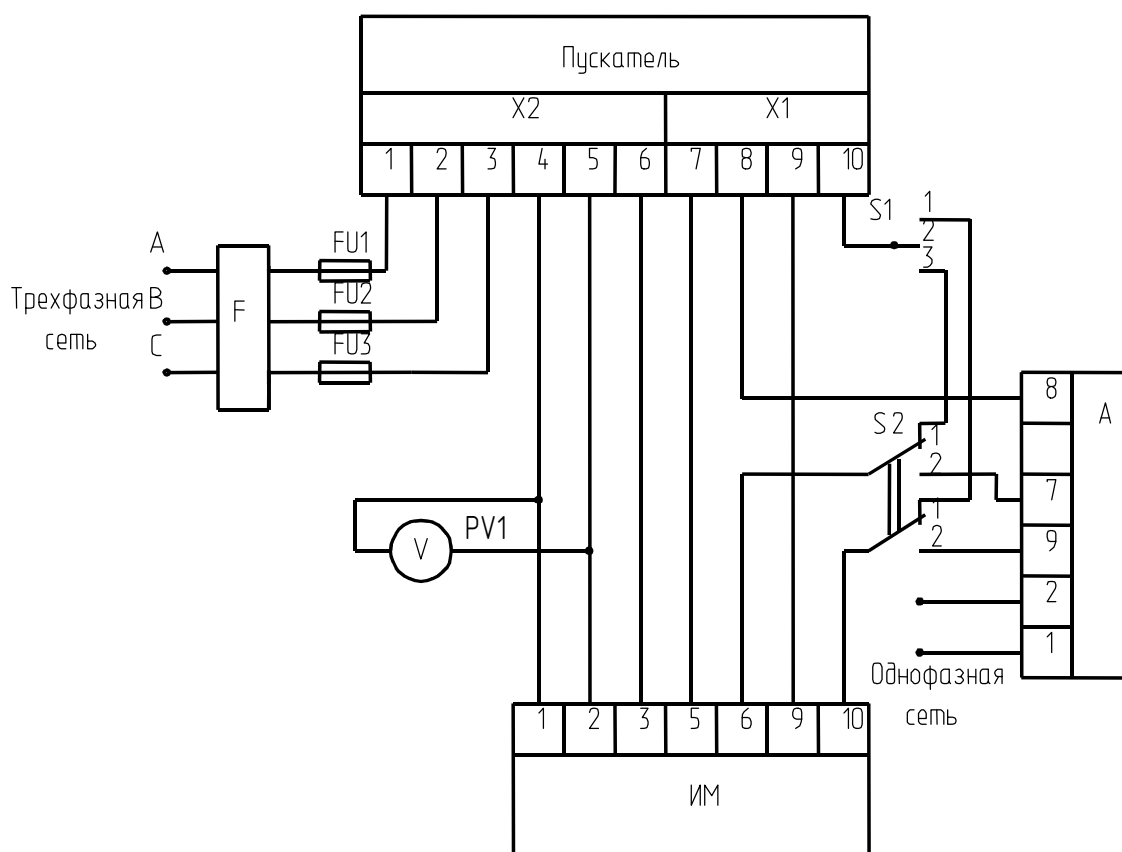 Пускатель
X2
X1
1 2 3 4 5 6 7 8 9 10
S1
1
2
3
A
FU1
Трехфазная B
FU2
F
сеть
C
FU3
8
A
S2
1
2
7
1
PV1
V
2
9
2
1
Однофазная
сеть
1 2 3 5 6 9 10
ИМ